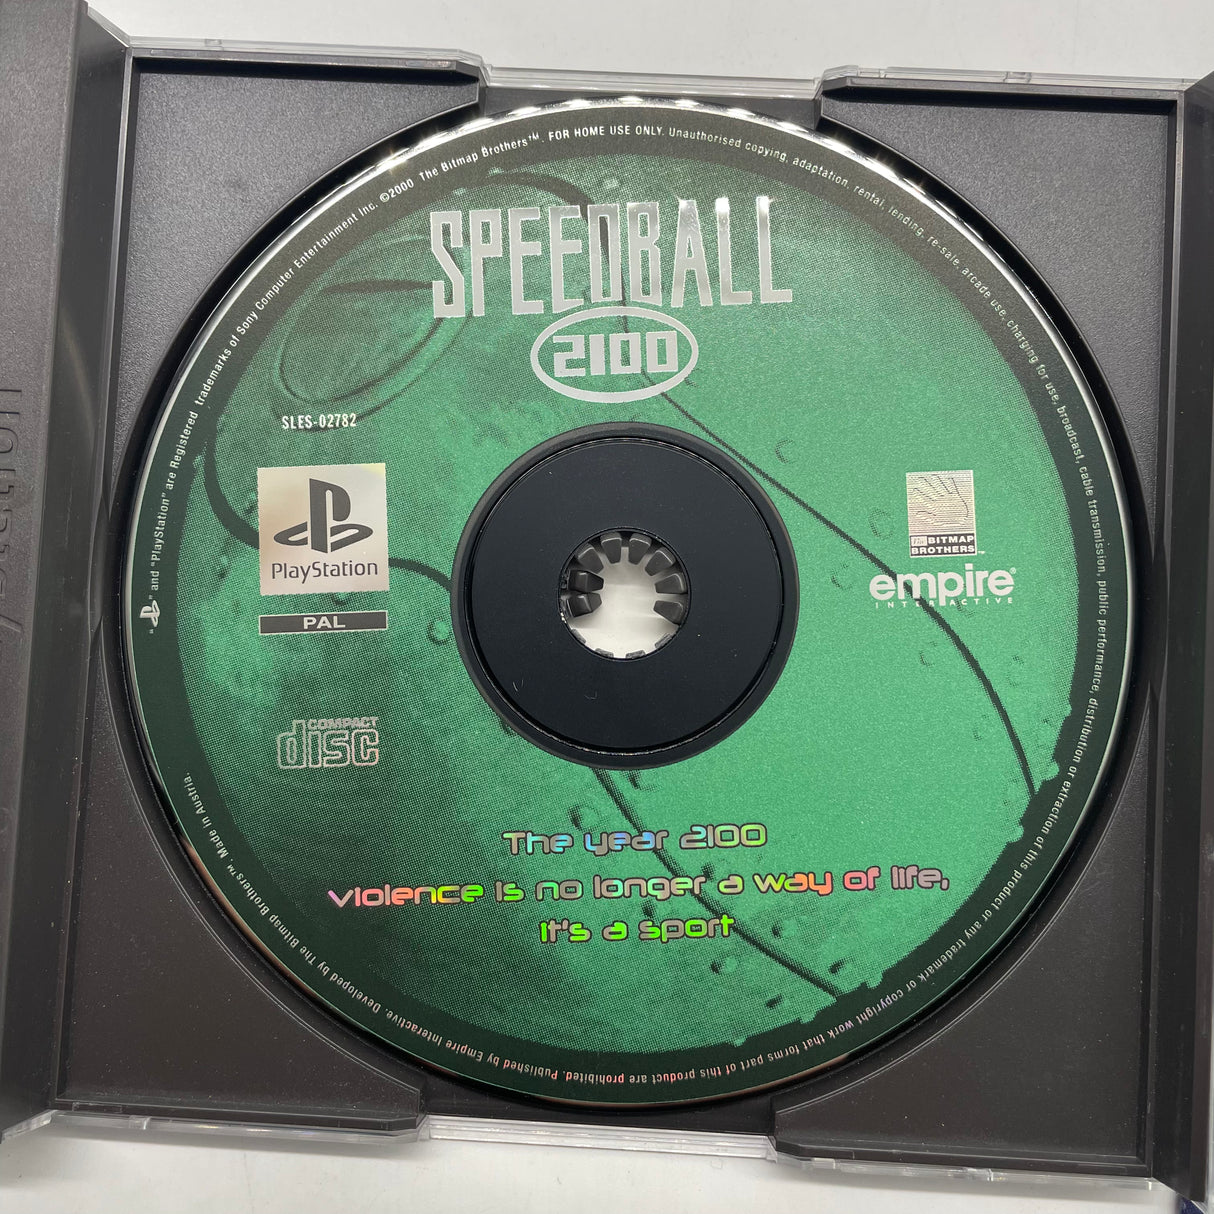 SPEEDBALL
2100
SLES-02782
PlayStation
PAL
COMPACT
disc
The
BITMAP
BROTHERS™
empire®
INTERACTIVE
The year 2100
violence is no longer a way of life,
it's a sport
" " and "PlayStation" are Registered trademarks of Sony Computer Entertainment Inc. ©2000 The Bitmap Brothers™. FOR HOME USE ONLY. Unauthorised copying, adaptation, rental, lending, re-sale, arcade use, charging for use, broadcast, cable transmission, public performance, distribution or extraction of this product or any trademark or copyright work that forms part of this product are prohibited. Published by Empire Interactive. Developed by The Bitmap Brothers™. Made in Austria.